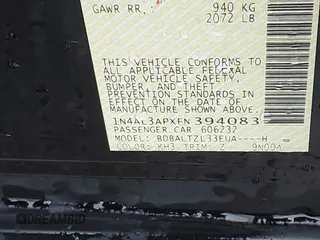 GAWR RR.: 940 KG
2072 LB
THIS VEHICLE CONFORMS TO
ALL APPLICABLE FEDERAL
MOTOR VEHICLE SAFETY,
BUMPER, AND THEFT
PREVENTION STANDARDS
IN EFFECT ON THE DATE OF
MANUFACTURE SHOWN ABOVE.
1N4AL3APXFN394083
PASSENGER CAR 606232
MODEL: BDBALTZL33EUA----H
COLOR: KH3 TRIM: Z 9N00A
DREAMBID